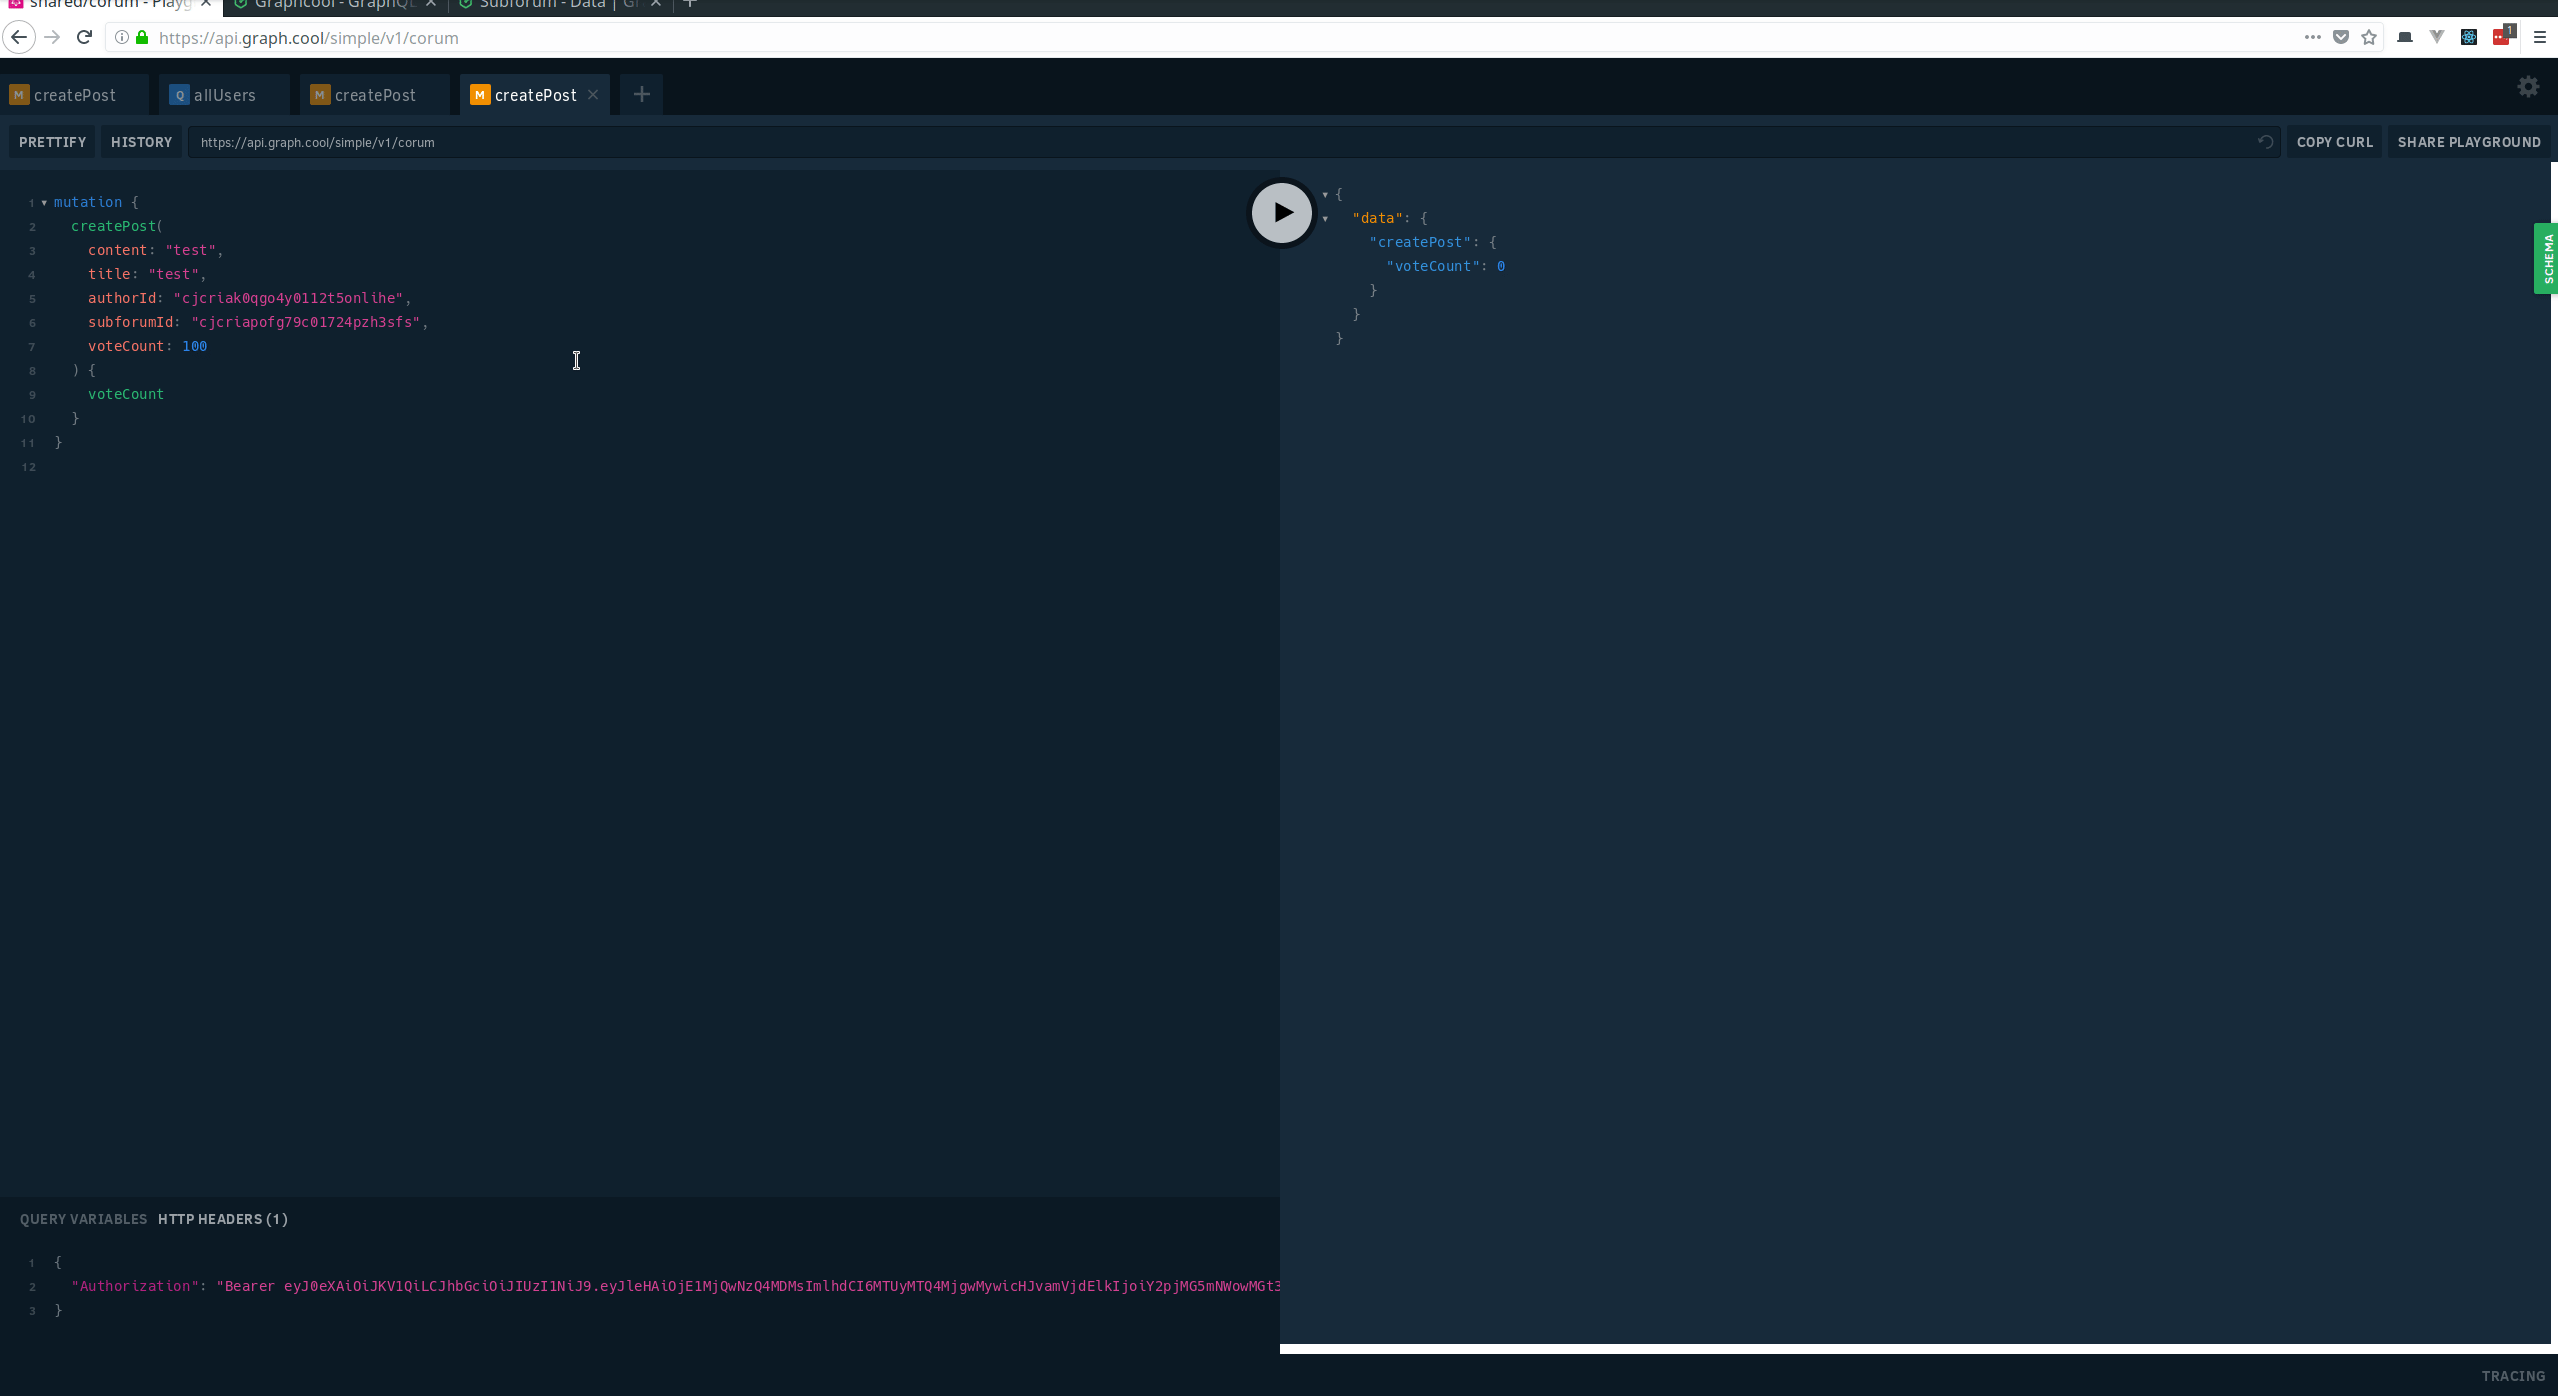 shared/corum - Playg
Graphcool - GraphQL
Subforum - Data | Gr
https://api.graph.cool/simple/v1/corum
1
M createPost
Q allUsers
M createPost
M createPost
PRETTIFY
HISTORY
https://api.graph.cool/simple/v1/corum
COPY CURL
SHARE PLAYGROUND
1 mutation {
2 createPost(
3 content: "test",
4 title: "test",
5 authorId: "cjcriak0qgo4y0112t5onlihe",
6 subforumId: "cjcriapofg79c01724pzh3sfs",
7 voteCount: 100
8 ) {
9 voteCount
10 }
11 }
12
{
"data": {
"createPost": {
"voteCount": 0
}
}
}
SCHEMA
QUERY VARIABLES HTTP HEADERS (1)
1 {
2 "Authorization": "Bearer eyJ0eXAiOiJKV1QiLCJhbGciOiJIUzI1NiJ9.eyJleHAiOjE1MjQwNzQ4MDMsImlhdCI6MTUyMTQ4MjgwMywicHJvamVjdElkIjoiY2pjMG5mNWowMGt3
3 }
TRACING